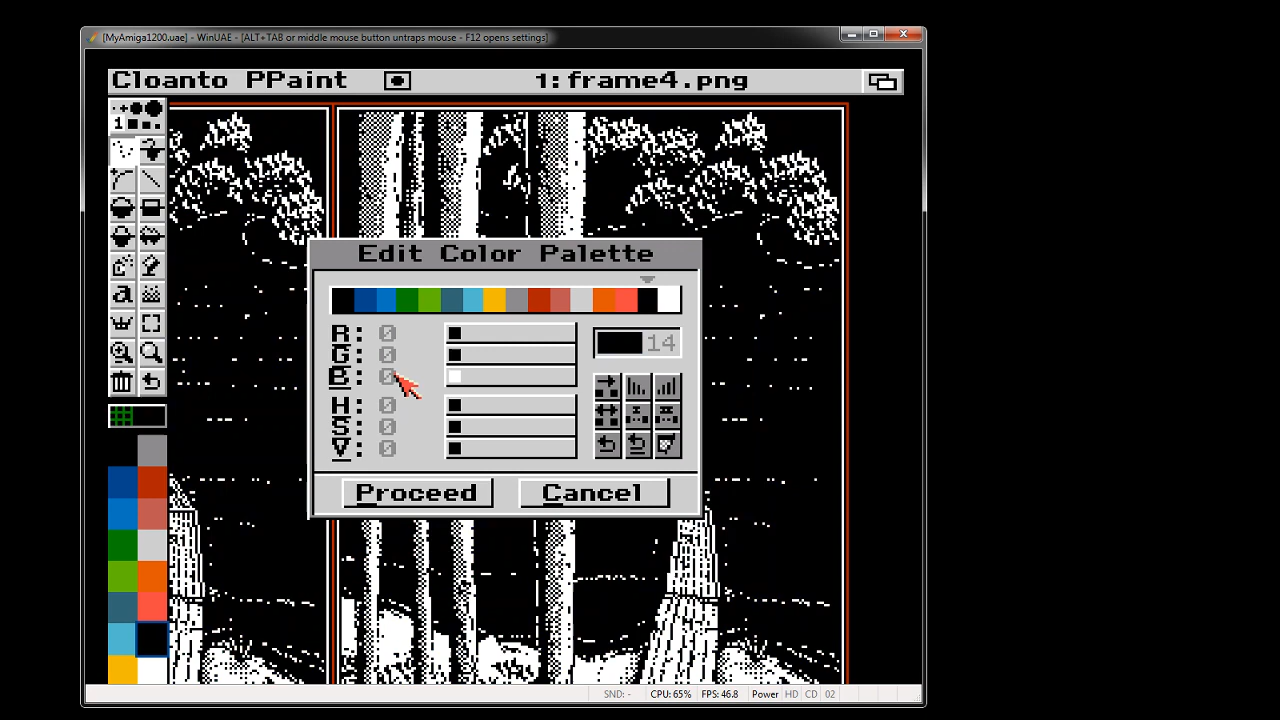 [MyAmiga1200.uae] - WinUAE - [ALT+TAB or middle mouse button untraps mouse - F12 opens settings]
Cloanto PPaint 1:frame4.png
1
a
Edit Color Palette
R: 0
G: 0
B: 0
14
H: 0
S: 0
V: 0
Proceed Cancel
SND: - CPU: 65% FPS: 46.8 Power HD CD 02